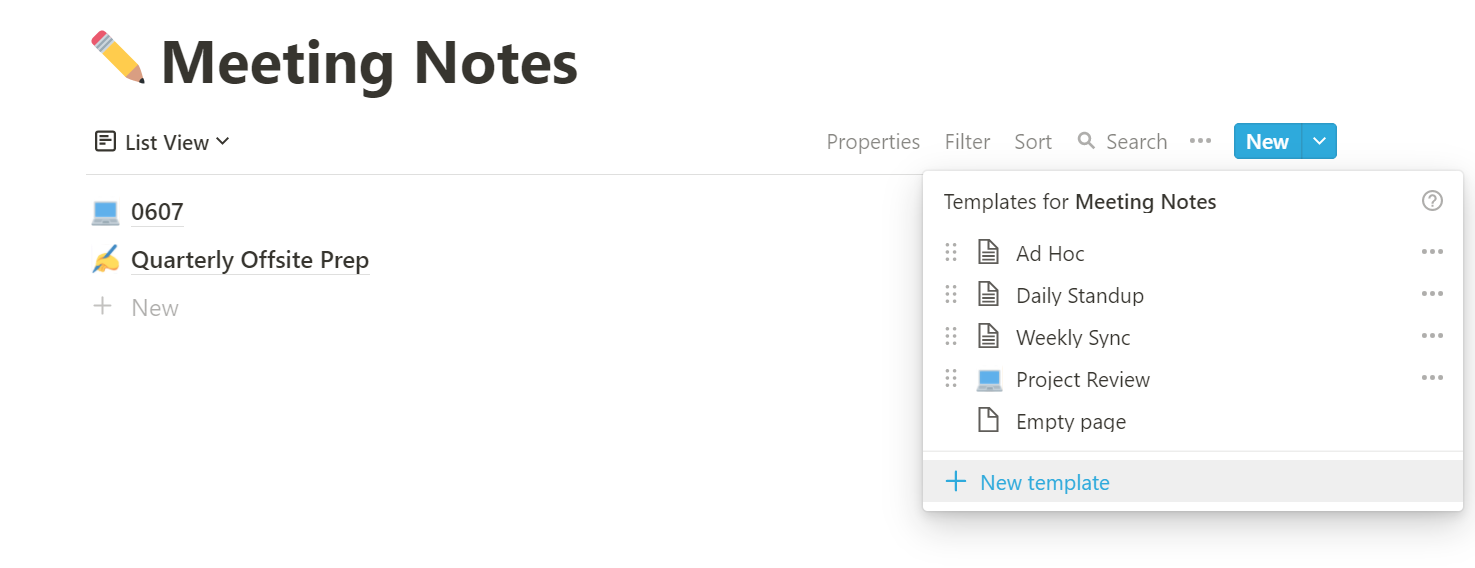 Meeting Notes
List View Properties Filter Sort Search New
0607
Quarterly Offsite Prep
New
Templates for Meeting Notes
Ad Hoc
Daily Standup
Weekly Sync
Project Review
Empty page
New template